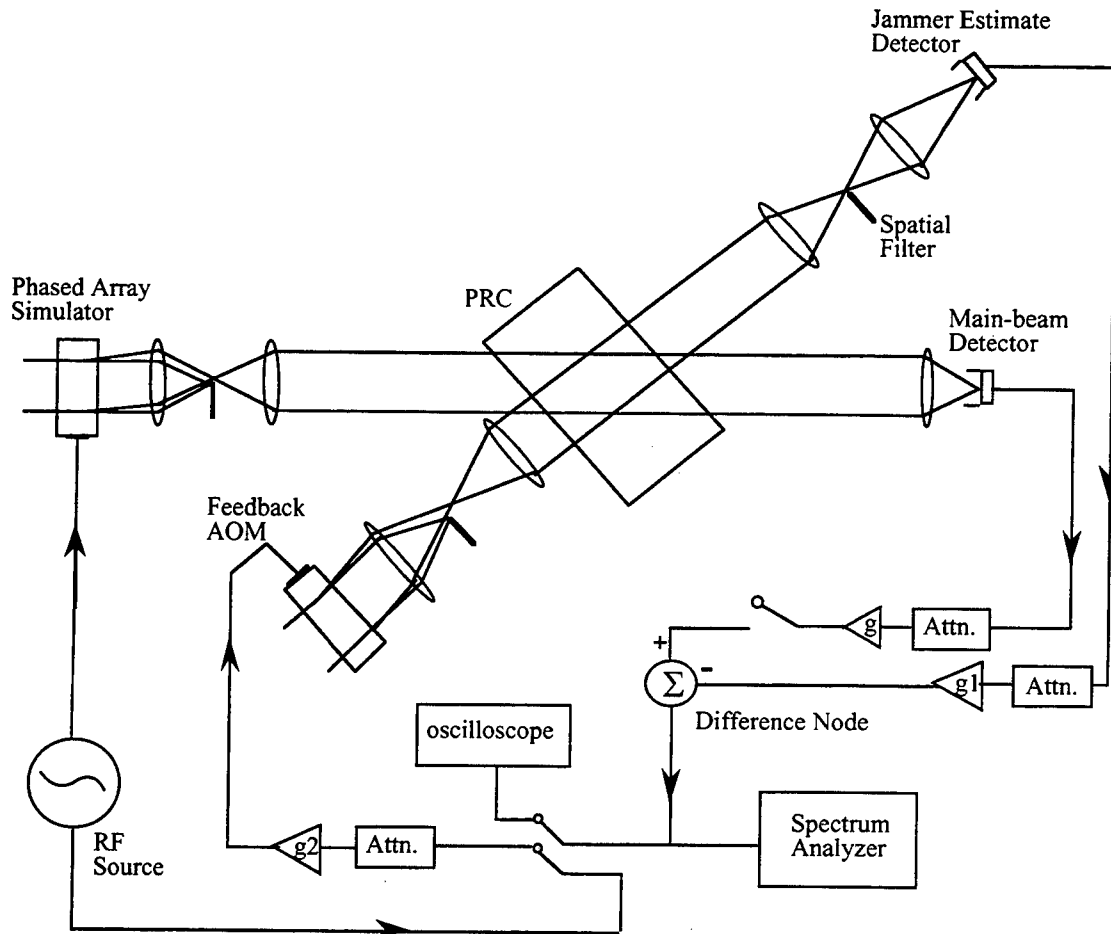 Jammer Estimate
Detector
Spatial
Filter
PRC
Phased Array
Simulator
Main-beam
Detector
Feedback
AOM
g
Attn.
+
-
Σ
g1
Attn.
Difference Node
oscilloscope
g2
Attn.
Spectrum
Analyzer
RF
Source